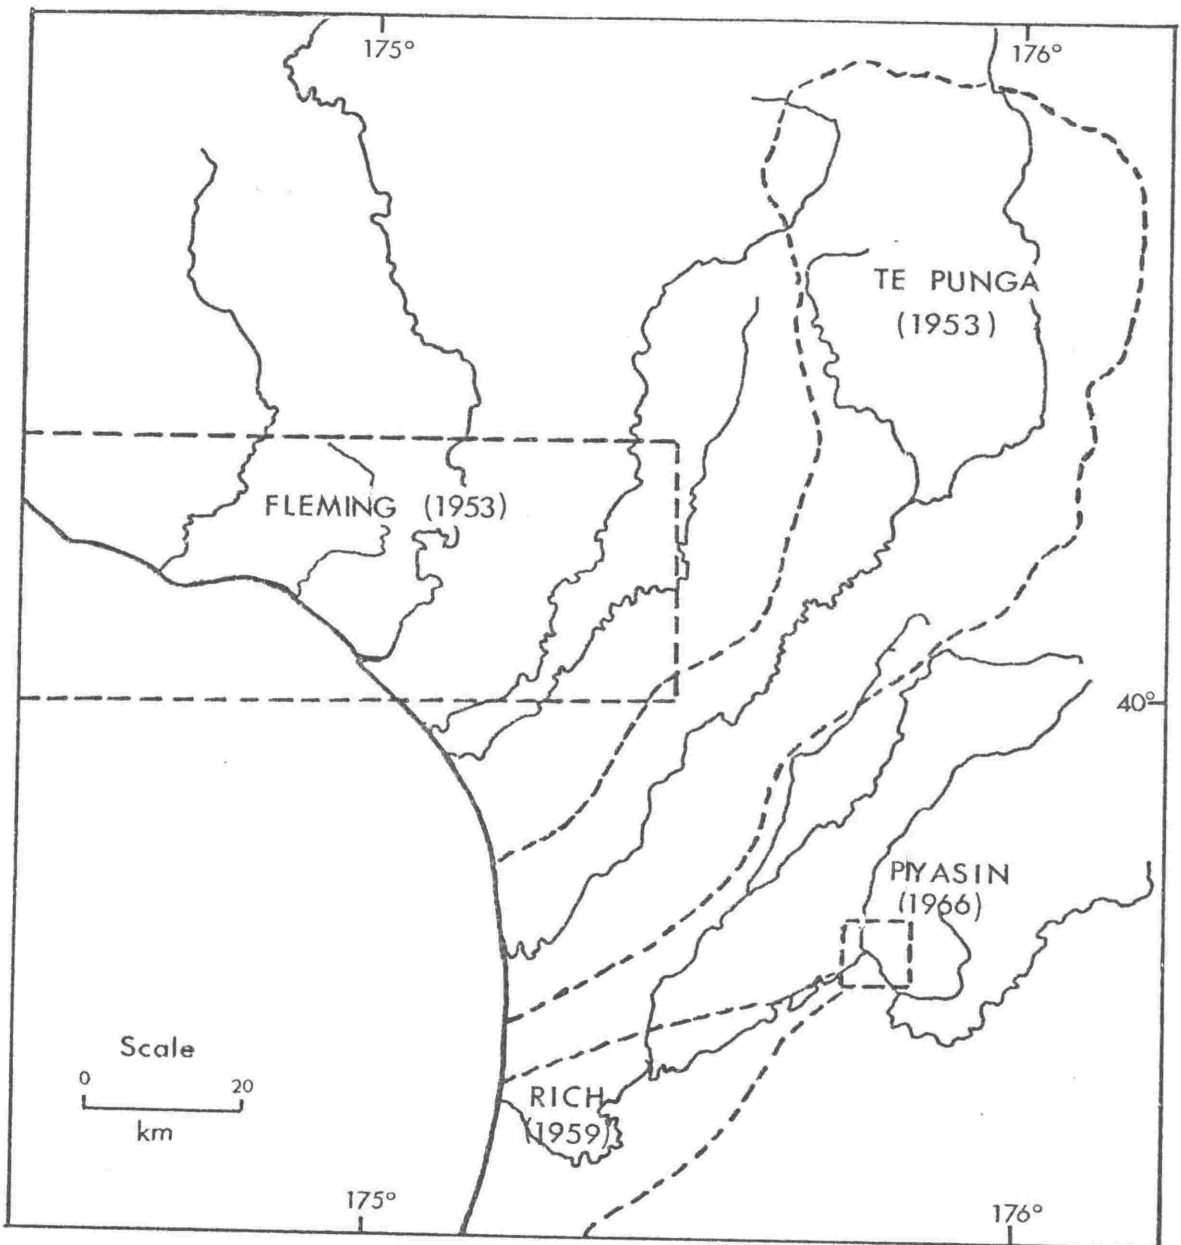 175°
176°
TE PUNGA
(1953)
FLEMING (1953)
40°
PIYASIN
(1966)
Scale
0 20
km
RICH
(1959)
175°
176°